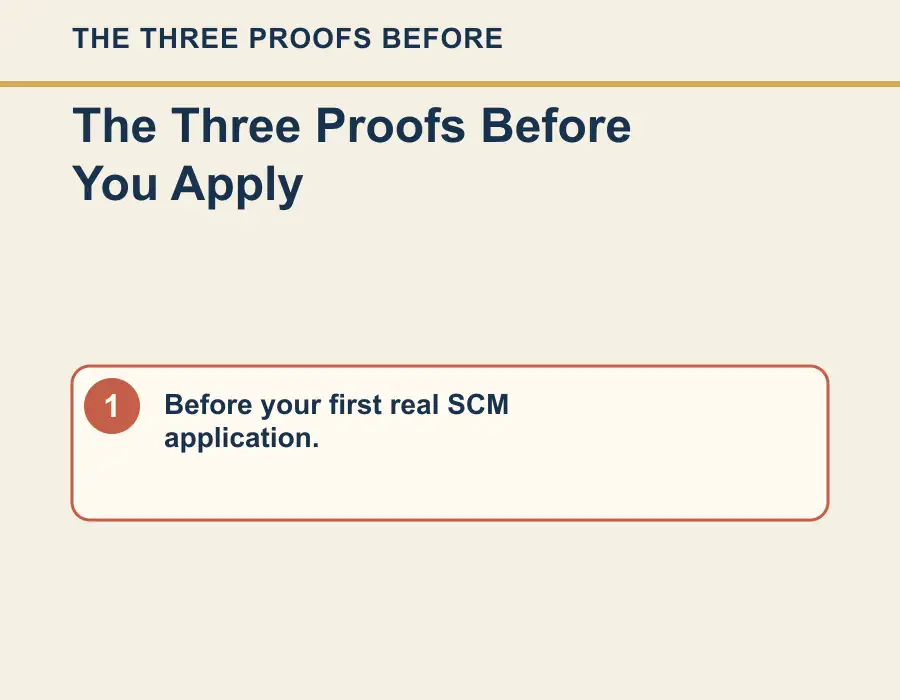 THE THREE PROOFS BEFORE
The Three Proofs Before
You Apply
1
Before your first real SCM
application.